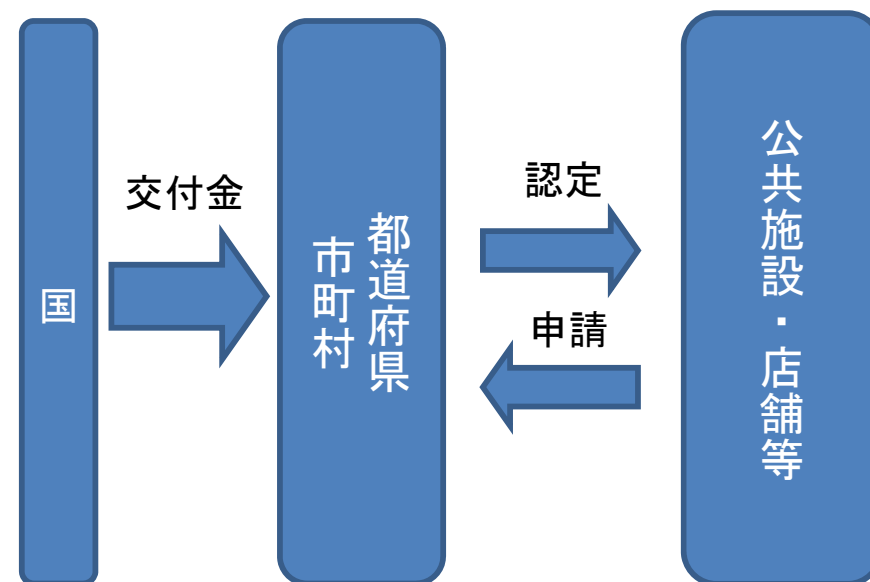 国
交付金
都道府県
市町村
認定
申請
公共施設・店舗等